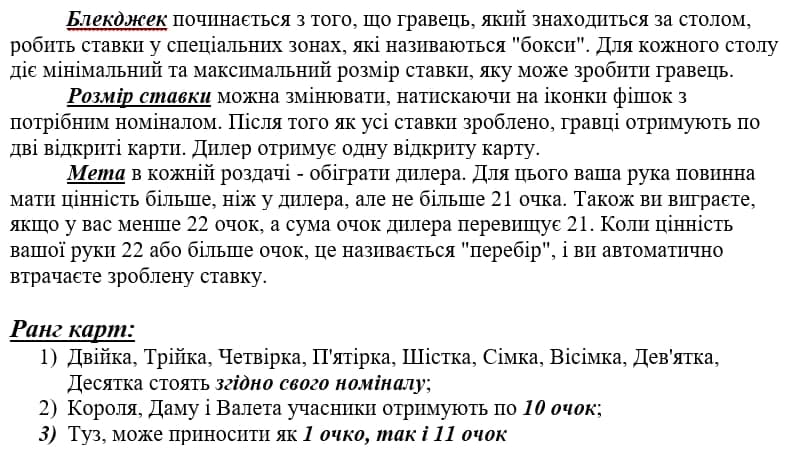 Блекджек починається з того, що гравець, який знаходиться за столом,
робить ставки у спеціальних зонах, які називаються "бокси". Для кожного столу
діє мінімальний та максимальний розмір ставки, яку може зробити гравець.
Розмір ставки можна змінювати, натискаючи на іконки фішок з
потрібним номіналом. Після того як усі ставки зроблено, гравці отримують по
дві відкриті карти. Дилер отримує одну відкриту карту.
Мета в кожній роздачі - обіграти дилера. Для цього ваша рука повинна
мати цінність більше, ніж у дилера, але не більше 21 очка. Також ви виграєте,
якщо у вас менше 22 очок, а сума очок дилера перевищує 21. Коли цінність
вашої руки 22 або більше очок, це називається "перебір", і ви автоматично
втрачаєте зроблену ставку.
Ранг карт:
1) Двійка, Трійка, Четвірка, П'ятірка, Шістка, Сімка, Вісімка, Дев'ятка,
Десятка стоять згідно свого номіналу;
2) Короля, Даму і Валета учасники отримують по 10 очок;
3) Туз, може приносити як 1 очко, так і 11 очок